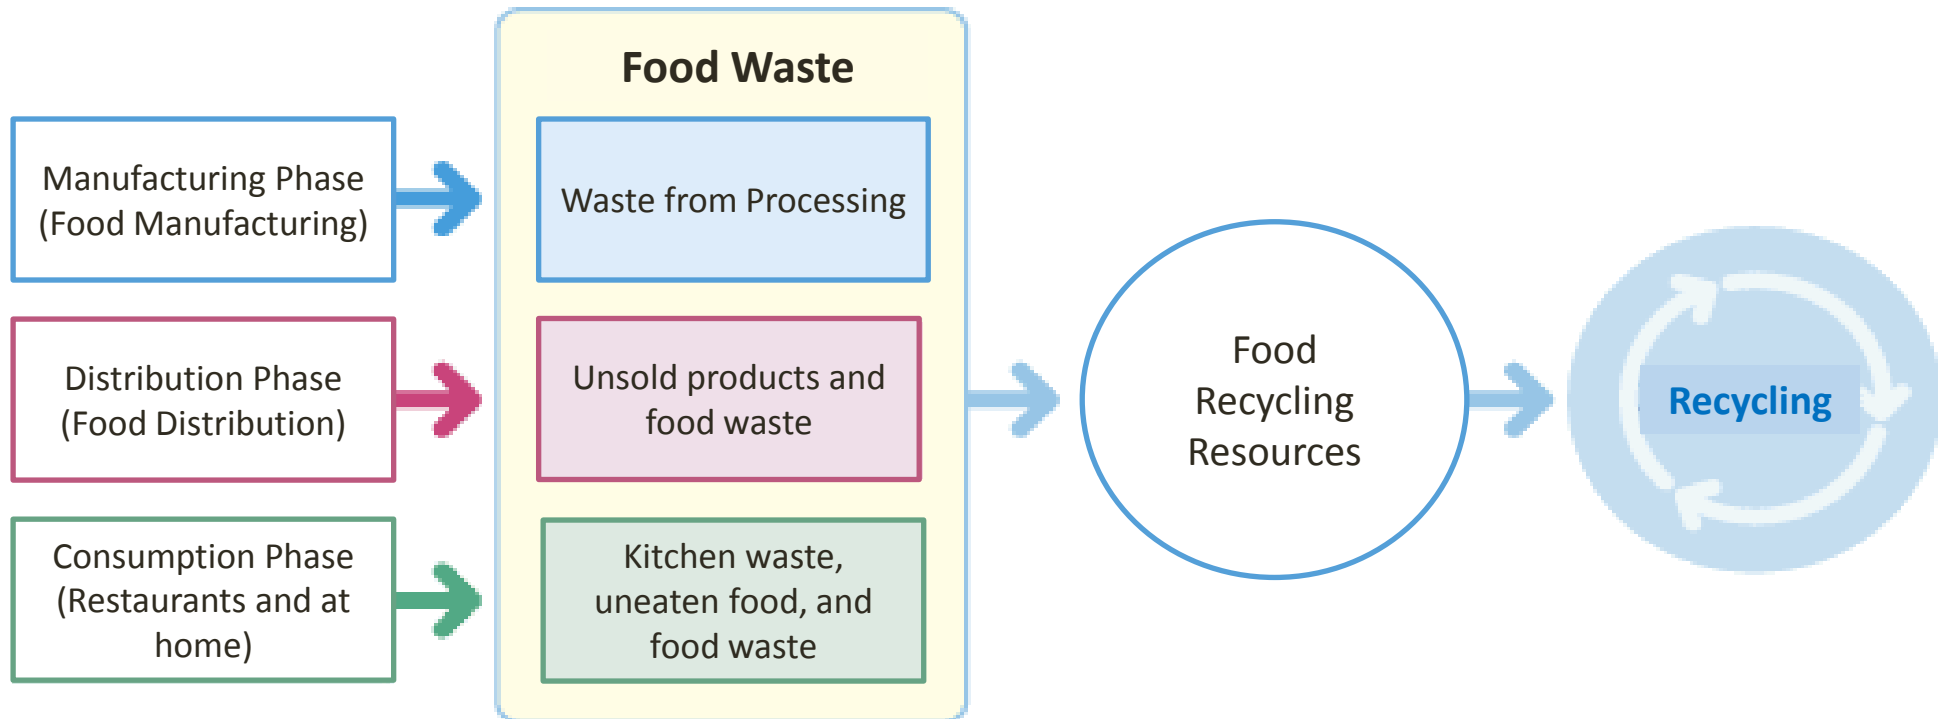 Food Waste
Manufacturing Phase
(Food Manufacturing)
Waste from Processing
Distribution Phase
(Food Distribution)
Unsold products and
food waste
Consumption Phase
(Restaurants and at
home)
Kitchen waste,
uneaten food, and
food waste
Food
Recycling
Resources
Recycling